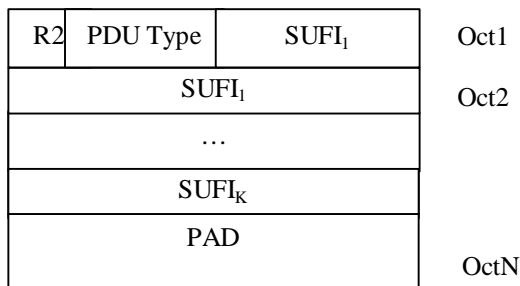 R2 PDU Type SUFI₁ Oct1
SUFI₁ Oct2
…
SUFIK
PAD
OctN